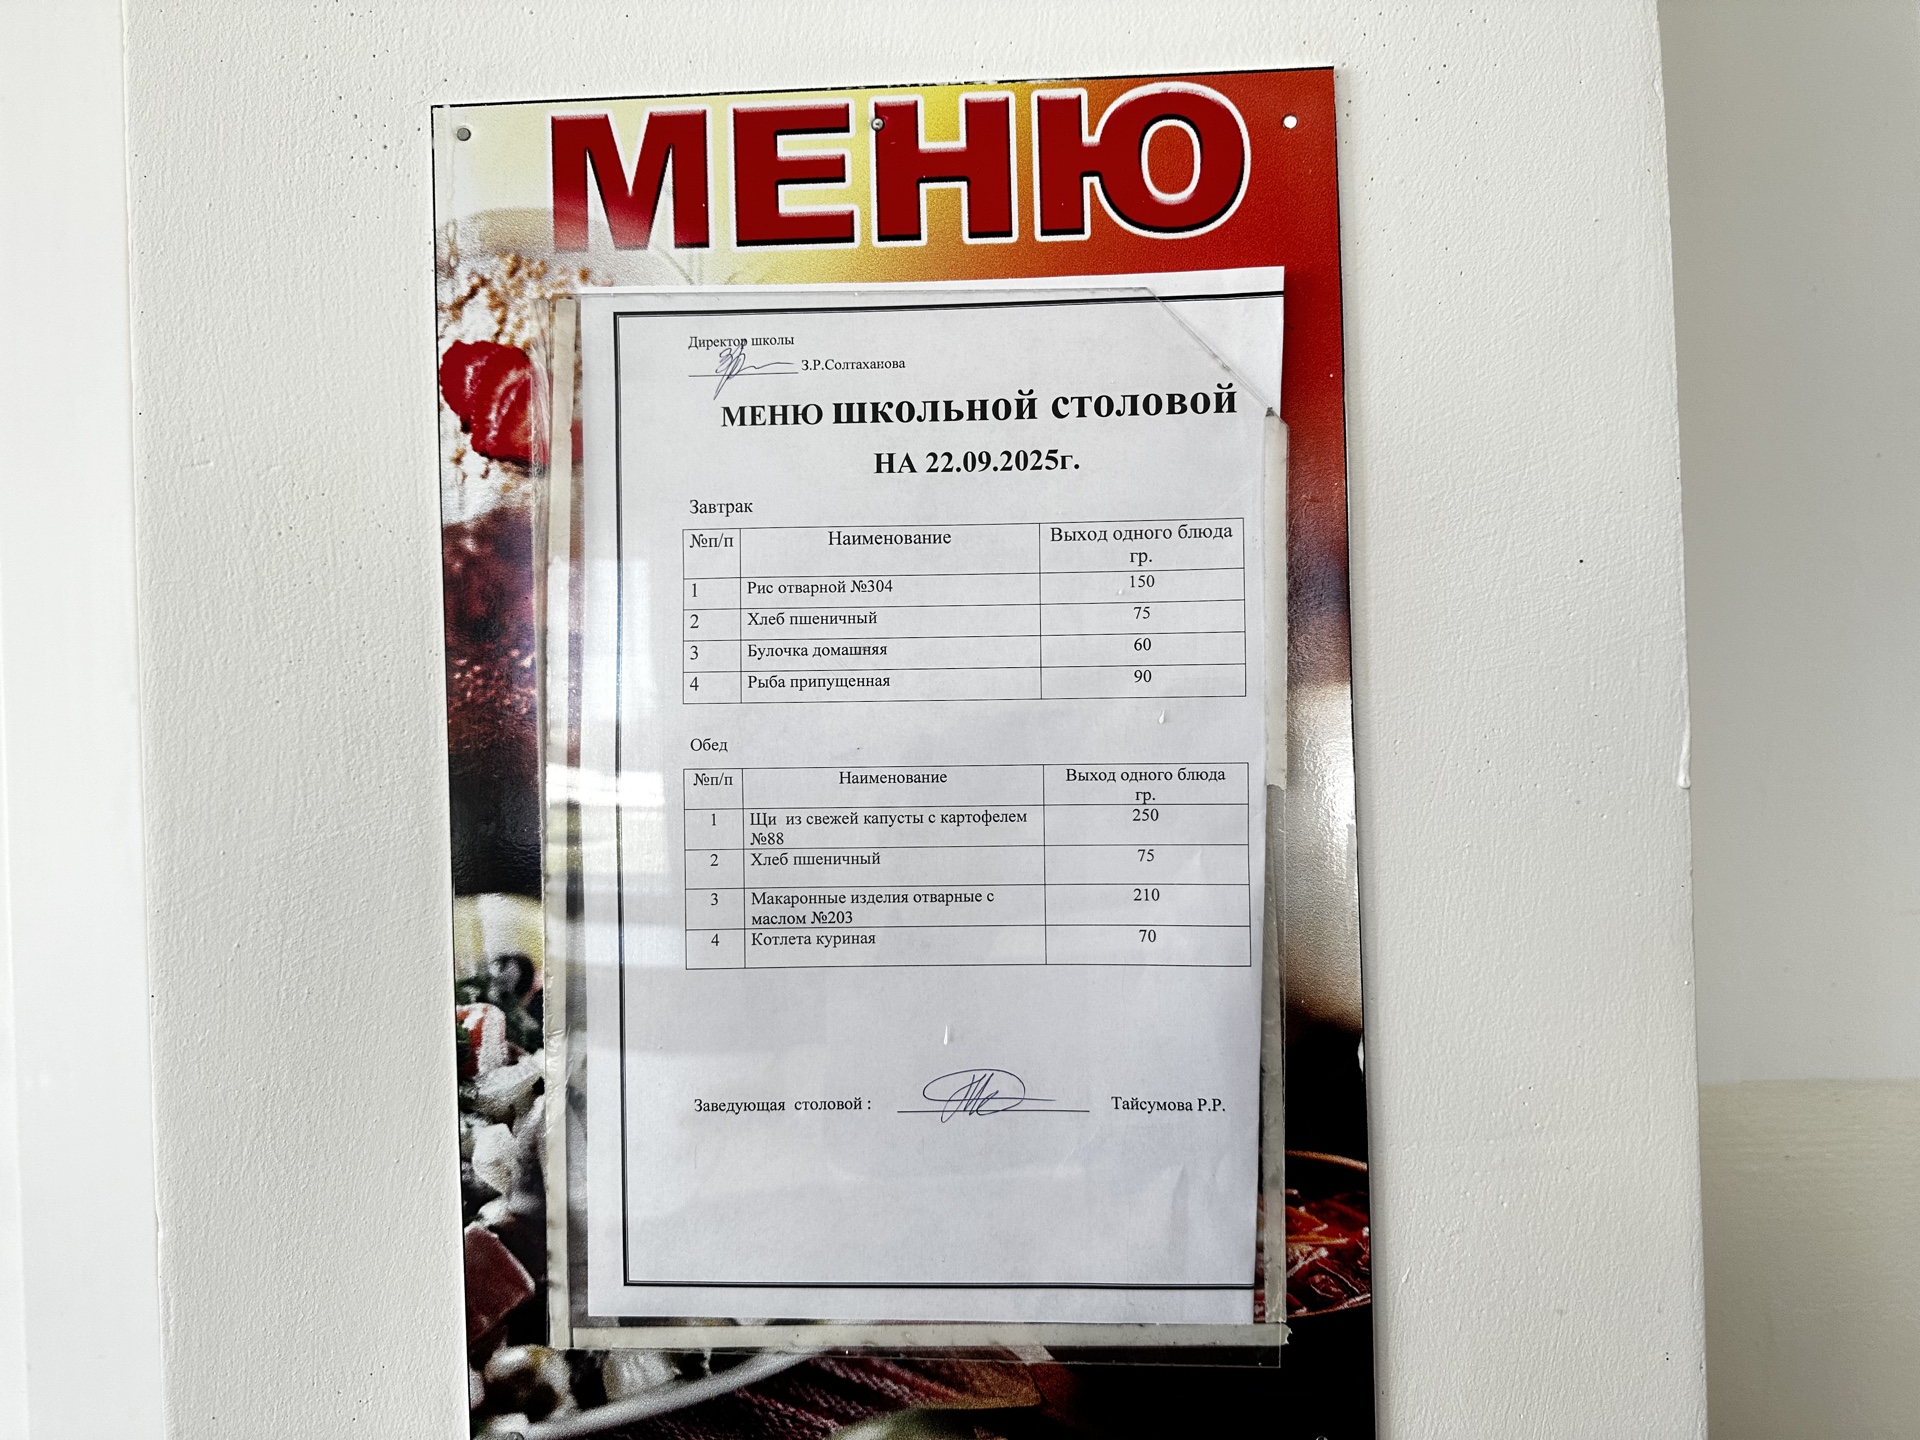 МЕНЮ
Директор школы
З.Р.Солтаханова
МЕНЮ ШКОЛЬНОЙ СТОЛОВОЙ
НА 22.09.2025г.
Завтрак
№п/п Наименование Выход одного блюда
гр.
1 Рис отварной №304 150
2 Хлеб пшеничный 75
3 Булочка домашняя 60
4 Рыба припущенная 90
Обед
№п/п Наименование Выход одного блюда
гр.
1 Щи из свежей капусты с картофелем 250
№88
2 Хлеб пшеничный 75
3 Макаронные изделия отварные с 210
маслом №203
4 Котлета куриная 70
Заведующая столовой : Тайсумова Р.Р.